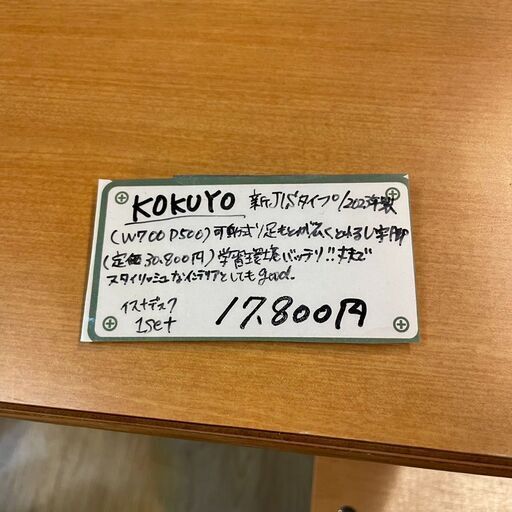 KOKUYO 新JISタイプ/2023年製
(W700 D500)可動式!足もとが広くとれるし字脚
(定価30.800円)学習環境もバッチリ!!丈夫で
スタイリッシュなインテリアとしてもgood.
イス+デスク
1set
17.800円